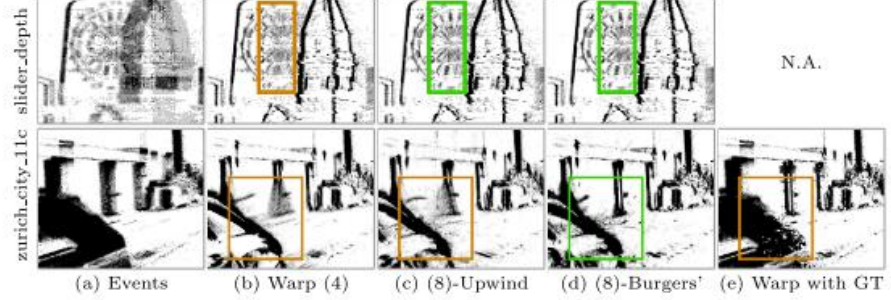 slider_depth
N.A.
zurich_city_11c
(a) Events
(b) Warp (4)
(c) (8)-Upwind
(d) (8)-Burgers'
(e) Warp with GT